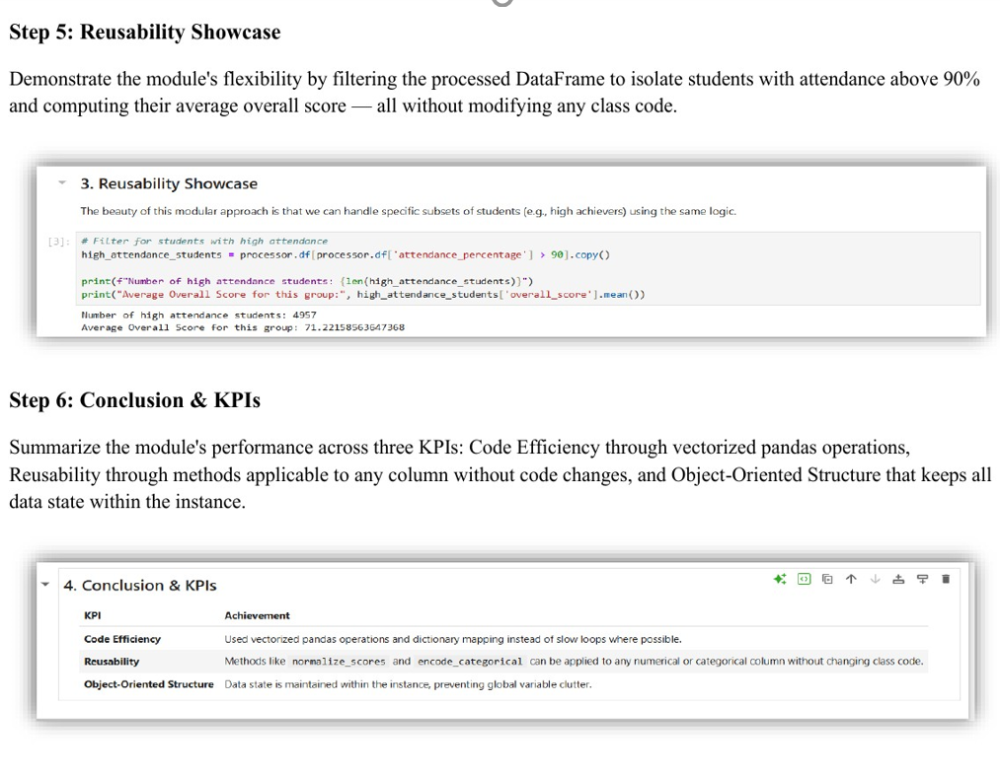 Step 5: Reusability Showcase
Demonstrate the module's flexibility by filtering the processed DataFrame to isolate students with attendance above 90%
and computing their average overall score — all without modifying any class code.
3. Reusability Showcase
The beauty of this modular approach is that we can handle specific subsets of students (e.g., high achievers) using the same logic.
[3]: # Filter for students with high attendance
high_attendance_students = processor.df[processor.df['attendance_percentage'] > 90].copy()
print(f"Number of high attendance students: {len(high_attendance_students)}")
print("Average Overall Score for this group:", high_attendance_students['overall_score'].mean())
Number of high attendance students: 4957
Average Overall Score for this group: 71.22158563647368
Step 6: Conclusion & KPIs
Summarize the module's performance across three KPIs: Code Efficiency through vectorized pandas operations,
Reusability through methods applicable to any column without code changes, and Object-Oriented Structure that keeps all
data state within the instance.
4. Conclusion & KPIs
KPI Achievement
Code Efficiency Used vectorized pandas operations and dictionary mapping instead of slow loops where possible.
Reusability Methods like normalize_scores and encode_categorical can be applied to any numerical or categorical column without changing class code.
Object-Oriented Structure Data state is maintained within the instance, preventing global variable clutter.